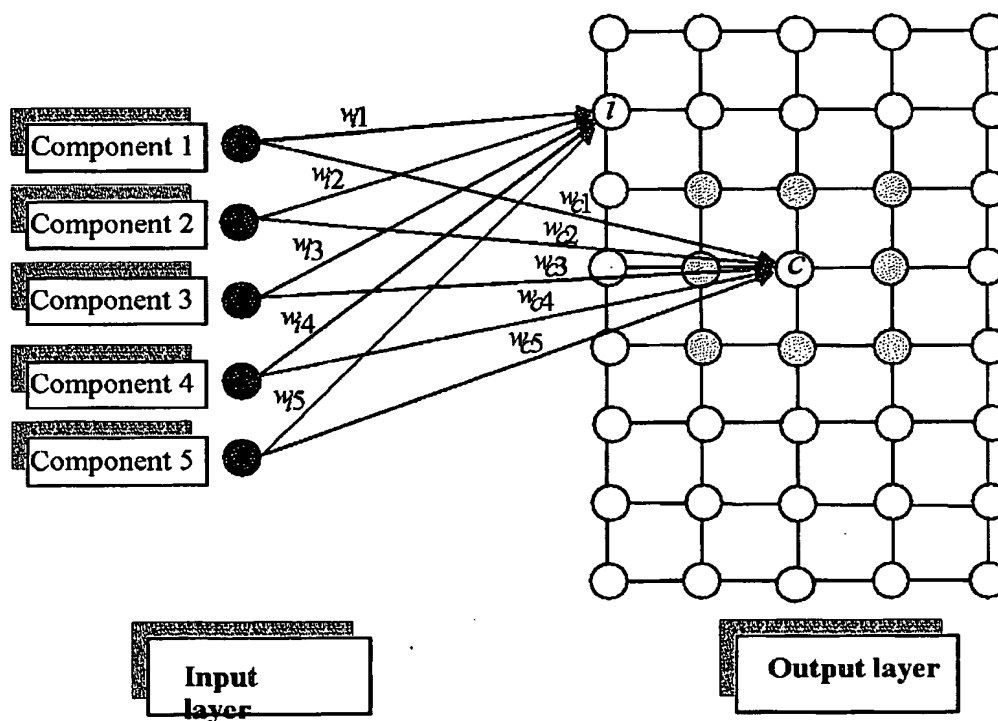 l
w1
Component 1
wi2
wc1
Component 2
wc2
wi3
c
wc3
Component 3
wc4
wi4
wc5
Component 4
wi5
Component 5
Input
layer
Output layer